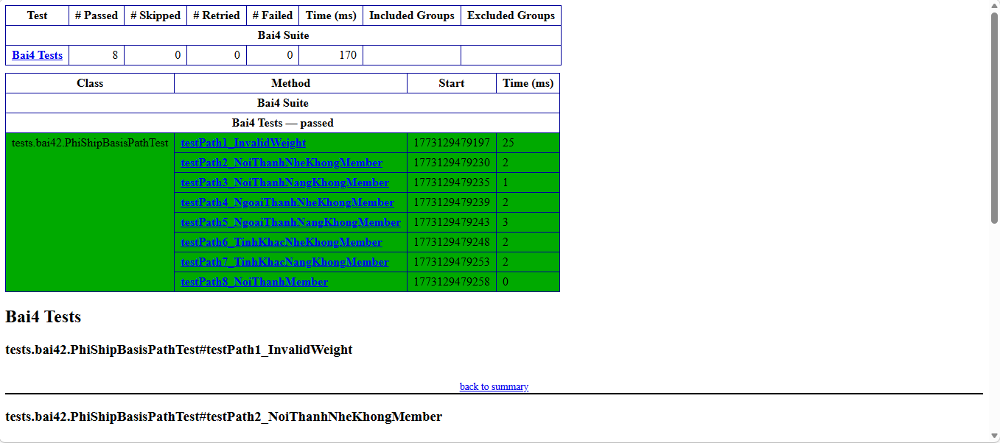 Test # Passed # Skipped # Retried # Failed Time (ms) Included Groups Excluded Groups
Bai4 Suite
Bai4 Tests 8 0 0 0 170
Class Method Start Time (ms)
Bai4 Suite
Bai4 Tests — passed
tests.bai42.PhiShipBasisPathTest testPath1_InvalidWeight 1773129479197 25
testPath2_NoiThanhNheKhongMember 1773129479230 2
testPath3_NoiThanhNangKhongMember 1773129479235 1
testPath4_NgoaiThanhNheKhongMember 1773129479239 2
testPath5_NgoaiThanhNangKhongMember 1773129479243 3
testPath6_TinhKhacNheKhongMember 1773129479248 2
testPath7_TinhKhacNangKhongMember 1773129479253 2
testPath8_NoiThanhMember 1773129479258 0
Bai4 Tests
tests.bai42.PhiShipBasisPathTest#testPath1_InvalidWeight
back to summary
tests.bai42.PhiShipBasisPathTest#testPath2_NoiThanhNheKhongMember